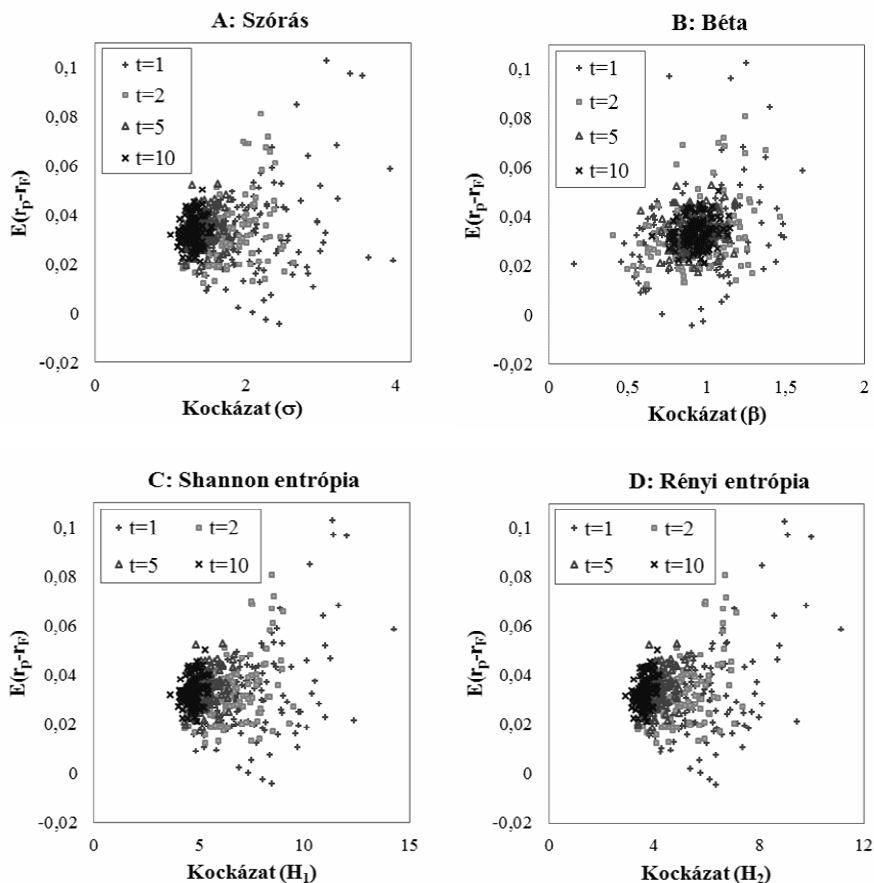 A: Szórás
E(rp-rF)
0,1
0,08
0,06
0,04
0,02
0
-0,02
t=1
t=2
t=5
t=10
0
2
4
Kockázat (σ)
B: Béta
E(rp-rF)
0,1
0,08
0,06
0,04
0,02
0
-0,02
t=1
t=2
t=5
t=10
0
0,5
1
1,5
2
Kockázat (β)
C: Shannon entrópia
E(rp-rF)
0,1
0,08
0,06
0,04
0,02
0
-0,02
t=1 t=2
t=5 t=10
0
5
10
15
Kockázat (H1)
D: Rényi entrópia
E(rp-rF)
0,1
0,08
0,06
0,04
0,02
0
-0,02
t=1 t=2
t=5 t=10
0
4
8
12
Kockázat (H2)